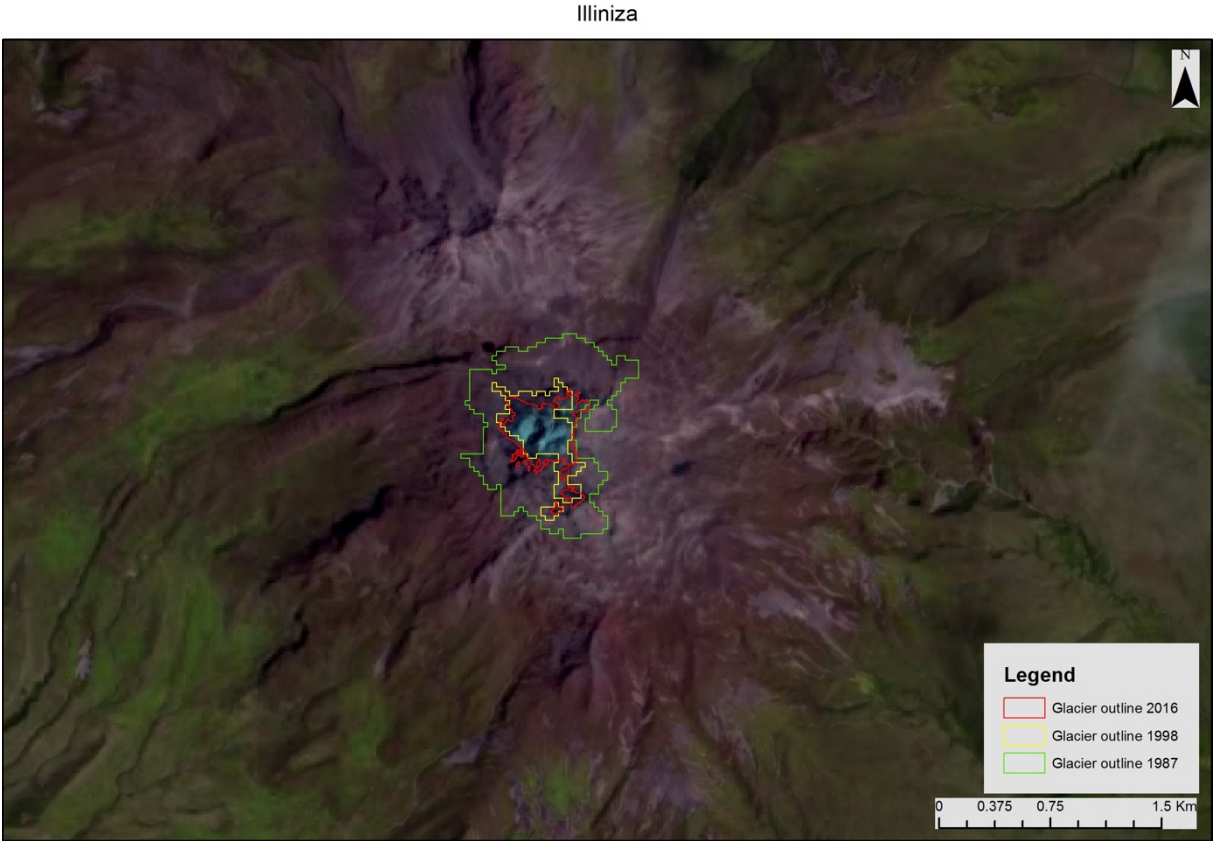 Illiniza
N
Legend
Glacier outline 2016
Glacier outline 1998
Glacier outline 1987
0 0.375 0.75 1.5 Km